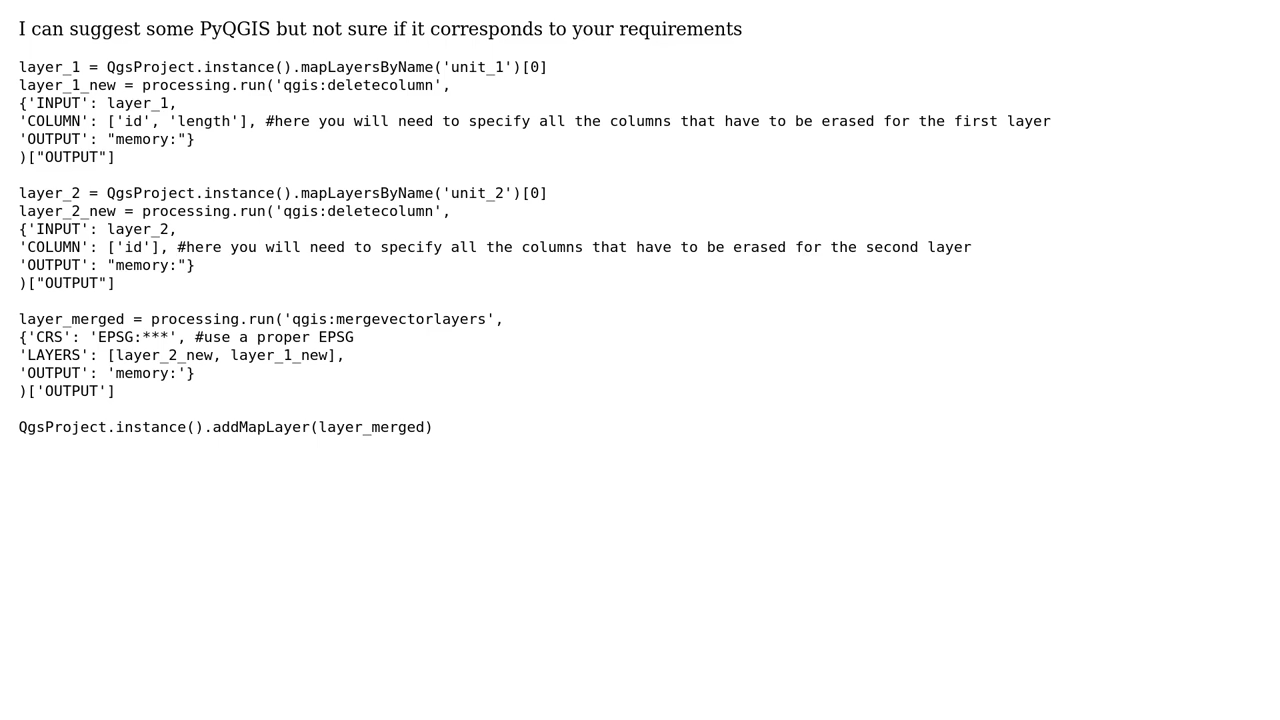 I can suggest some PyQGIS but not sure if it corresponds to your requirements
layer_1 = QgsProject.instance().mapLayersByName('unit_1')[0]
layer_1_new = processing.run('qgis:deletecolumn',
{'INPUT': layer_1,
'COLUMN': ['id', 'length'], #here you will need to specify all the columns that have to be erased for the first layer
'OUTPUT': "memory:"}
)["OUTPUT"]
layer_2 = QgsProject.instance().mapLayersByName('unit_2')[0]
layer_2_new = processing.run('qgis:deletecolumn',
{'INPUT': layer_2,
'COLUMN': ['id'], #here you will need to specify all the columns that have to be erased for the second layer
'OUTPUT': "memory:"}
)["OUTPUT"]
layer_merged = processing.run('qgis:mergevectorlayers',
{'CRS': 'EPSG:***', #use a proper EPSG
'LAYERS': [layer_2_new, layer_1_new],
'OUTPUT': 'memory:'}
)['OUTPUT']
QgsProject.instance().addMapLayer(layer_merged)